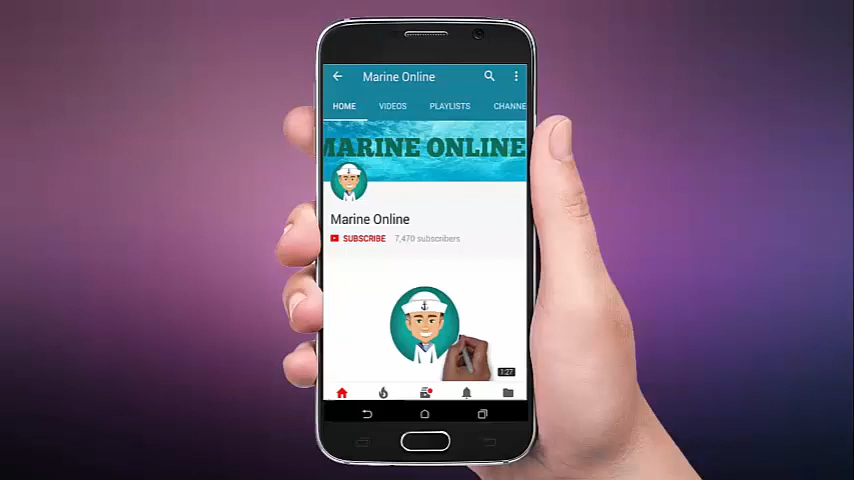 Marine Online
HOME VIDEOS PLAYLISTS CHANNE
MARINE ONLINE
Marine Online
SUBSCRIBE 7,470 subscribers
1:27